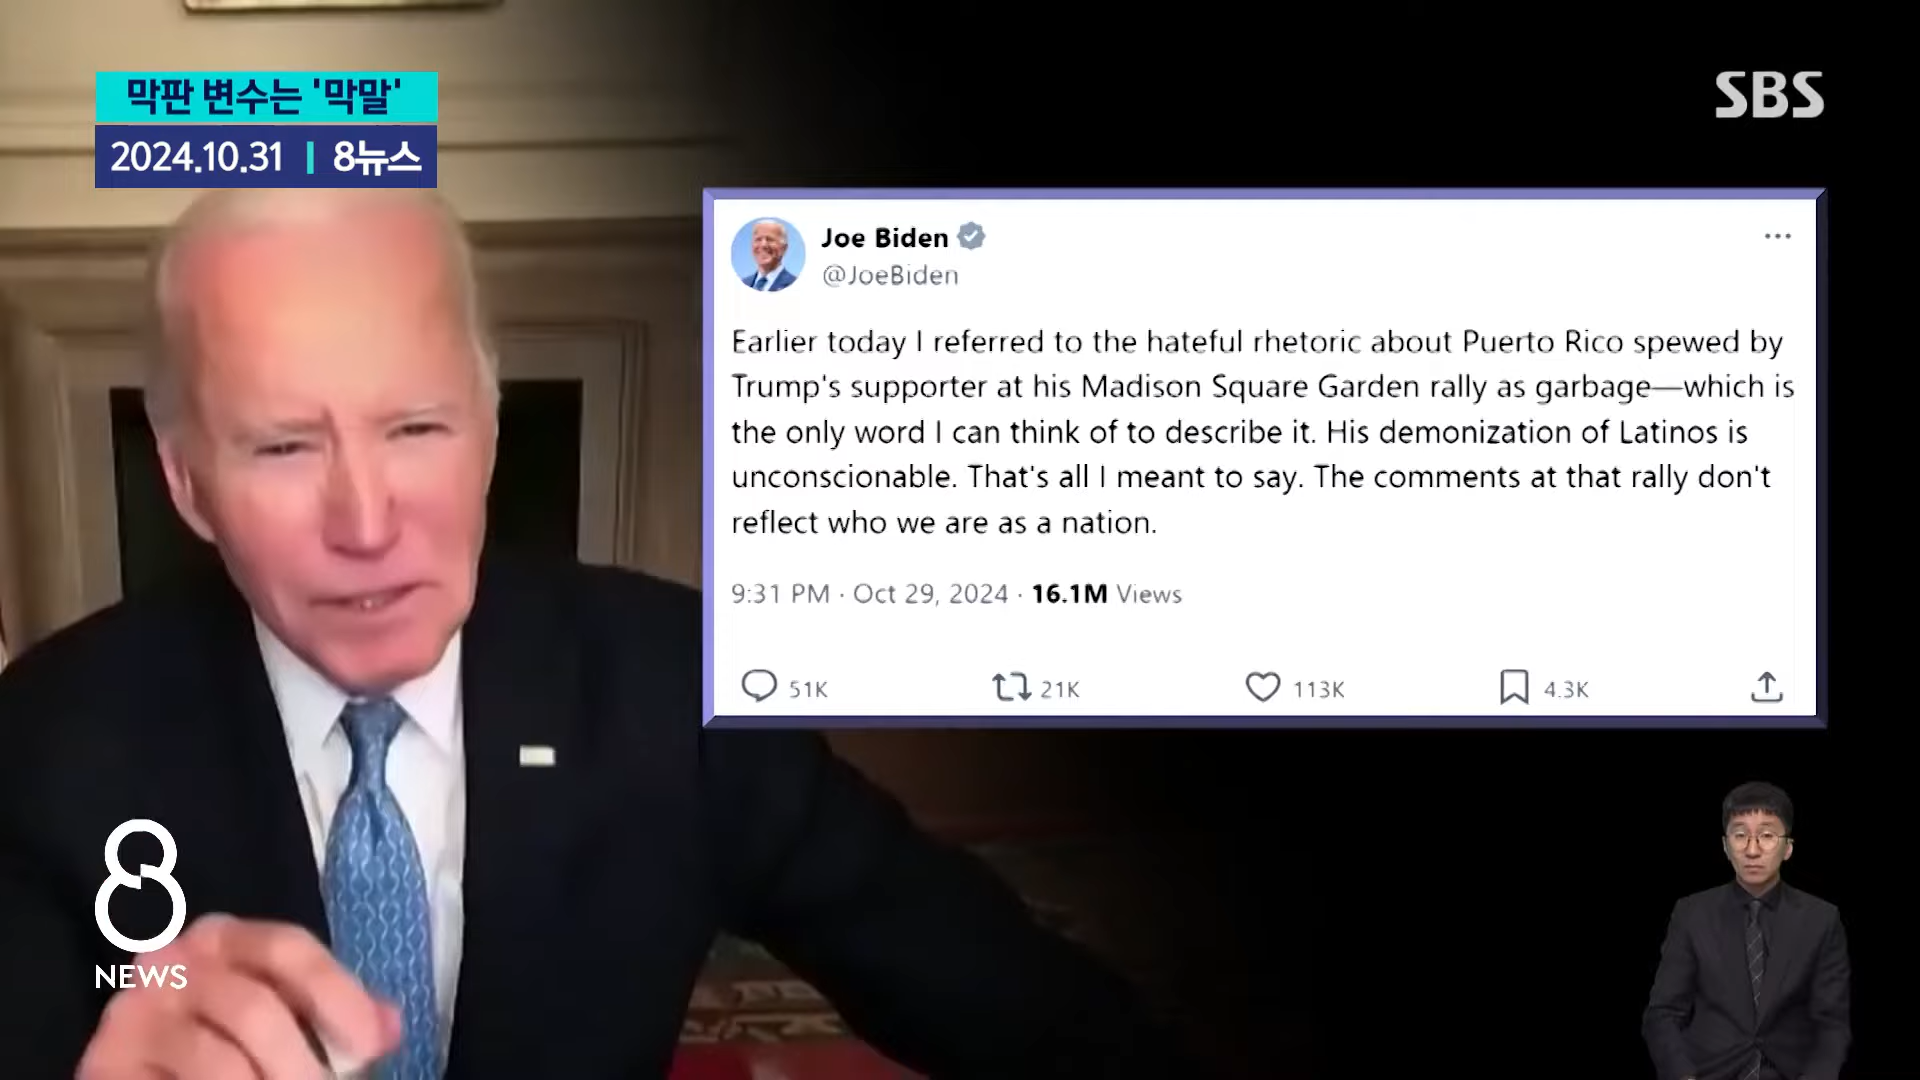 막판 변수는 '막말'
2024.10.31 | 8뉴스
SBS
Joe Biden
@JoeBiden
Earlier today I referred to the hateful rhetoric about Puerto Rico spewed by
Trump's supporter at his Madison Square Garden rally as garbage—which is
the only word I can think of to describe it. His demonization of Latinos is
unconscionable. That's all I meant to say. The comments at that rally don't
reflect who we are as a nation.
9:31 PM · Oct 29, 2024 · 16.1M Views
51K 21K 113K 4.3K
8
NEWS